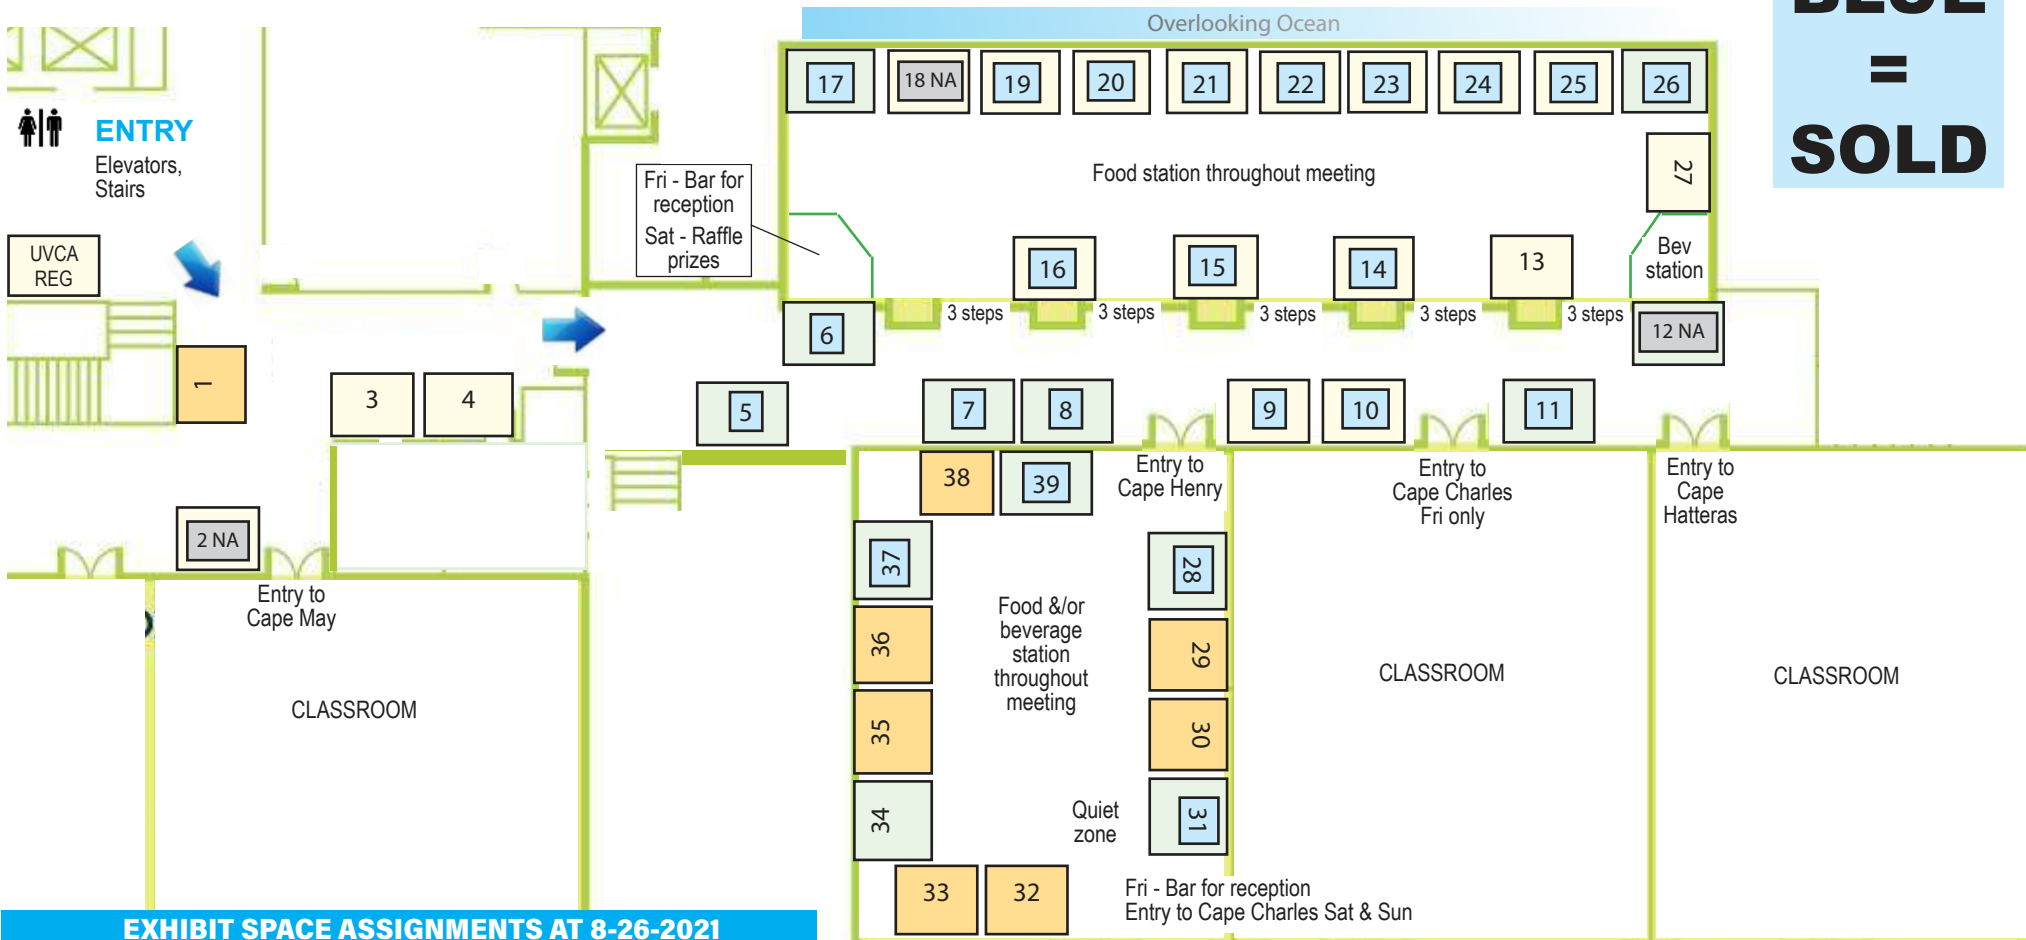 Overlooking Ocean
BLUE
=
SOLD
ENTRY
Elevators,
Stairs
UVCA
REG
Fri - Bar for
reception
Sat - Raffle
prizes
17
18 NA
19
20
21
22
23
24
25
26
27
Food station throughout meeting
Bev
station
16
15
14
13
3 steps
3 steps
3 steps
3 steps
3 steps
6
12 NA
1
3
4
5
7
8
9
10
11
2 NA
Entry to
Cape May
CLASSROOM
38
39
Entry to
Cape Henry
Entry to
Cape Charles
Fri only
Entry to
Cape
Hatteras
37
36
35
34
33
32
28
29
30
31
Food &/or
beverage
station
throughout
meeting
Quiet
zone
CLASSROOM
CLASSROOM
Fri - Bar for reception
Entry to Cape Charles Sat & Sun
EXHIBIT SPACE ASSIGNMENTS AT 8-26-2021